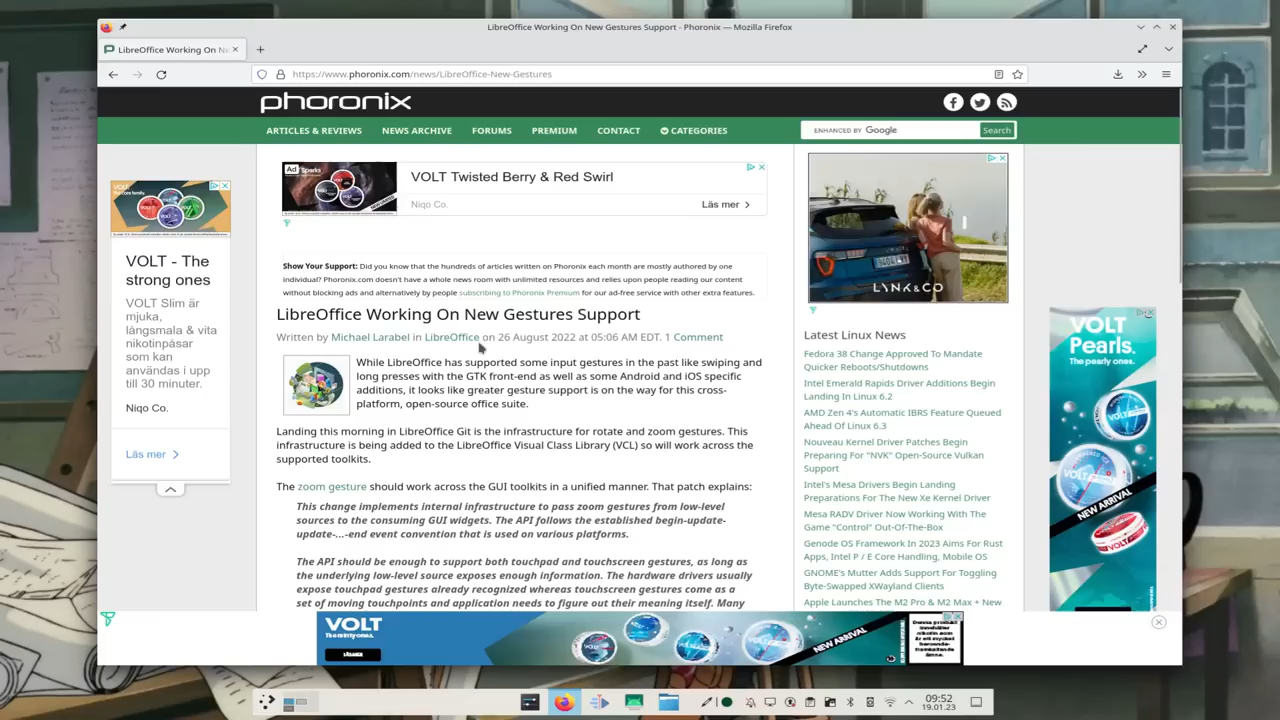 LibreOffice Working On New Gestures Support - Phoronix — Mozilla Firefox
LibreOffice Working On Ne
https://www.phoronix.com/news/LibreOffice-New-Gestures
phoronix
ARTICLES & REVIEWS
NEWS ARCHIVE
FORUMS
PREMIUM
CONTACT
CATEGORIES
ENHANCED BY Google
Search
Ad
Sparks
VOLT Twisted Berry & Red Swirl
Niqo Co.
Läs mer
Show Your Support: Did you know that the hundreds of articles written on Phoronix each month are mostly authored by one
individual? Phoronix.com doesn't have a whole news room with unlimited resources and relies upon people reading our content
without blocking ads and alternatively by people subscribing to Phoronix Premium for our ad-free service with other extra features.
LibreOffice Working On New Gestures Support
Written by Michael Larabel in LibreOffice on 26 August 2022 at 05:06 AM EDT. 1 Comment
While LibreOffice has supported some input gestures in the past like swiping and
long presses with the GTK front-end as well as some Android and iOS specific
additions, it looks like greater gesture support is on the way for this cross-
platform, open-source office suite.
Landing this morning in LibreOffice Git is the infrastructure for rotate and zoom gestures. This
infrastructure is being added to the LibreOffice Visual Class Library (VCL) so will work across the
supported toolkits.
The zoom gesture should work across the GUI toolkits in a unified manner. That patch explains:
This change implements internal infrastructure to pass zoom gestures from low-level
sources to the consuming GUI widgets. The API follows the established begin-update-
update-...-end event convention that is used on various platforms.
The API should be enough to support both touchpad and touchscreen gestures, as long as
the underlying low-level source exposes enough information. The hardware drivers usually
expose touchpad gestures already recognized whereas touchscreen gestures come as a
set of moving touchpoints and application needs to figure out their meaning itself. Many
VOLT
The core family.
VOLT - The
strong ones
VOLT Slim är
mjuka,
långsmala & vita
nikotinpåsar
som kan
användas i upp
till 30 minuter.
Niqo Co.
Läs mer
LYNK&CO
Latest Linux News
Fedora 38 Change Approved To Mandate
Quicker Reboots/Shutdowns
Intel Emerald Rapids Driver Additions Begin
Landing In Linux 6.2
AMD Zen 4's Automatic IBRS Feature Queued
Ahead Of Linux 6.3
Nouveau Kernel Driver Patches Begin
Preparing For "NVK" Open-Source Vulkan
Support
Intel's Mesa Drivers Begin Landing
Preparations For The New Xe Kernel Driver
Mesa RADV Driver Now Working With The
Game "Control" Out-Of-The-Box
Genode OS Framework In 2023 Aims For Rust
Apps, Intel P / E Core Handling, Mobile OS
GNOME's Mutter Adds Support For Toggling
Byte-Swapped XWayland Clients
Apple Launches The M2 Pro & M2 Max + New
VOLT
Pearls.
The pearly ones.
NEW ARRIVAL
VOLT
NEW ARRIVAL
09:52
19.01.23